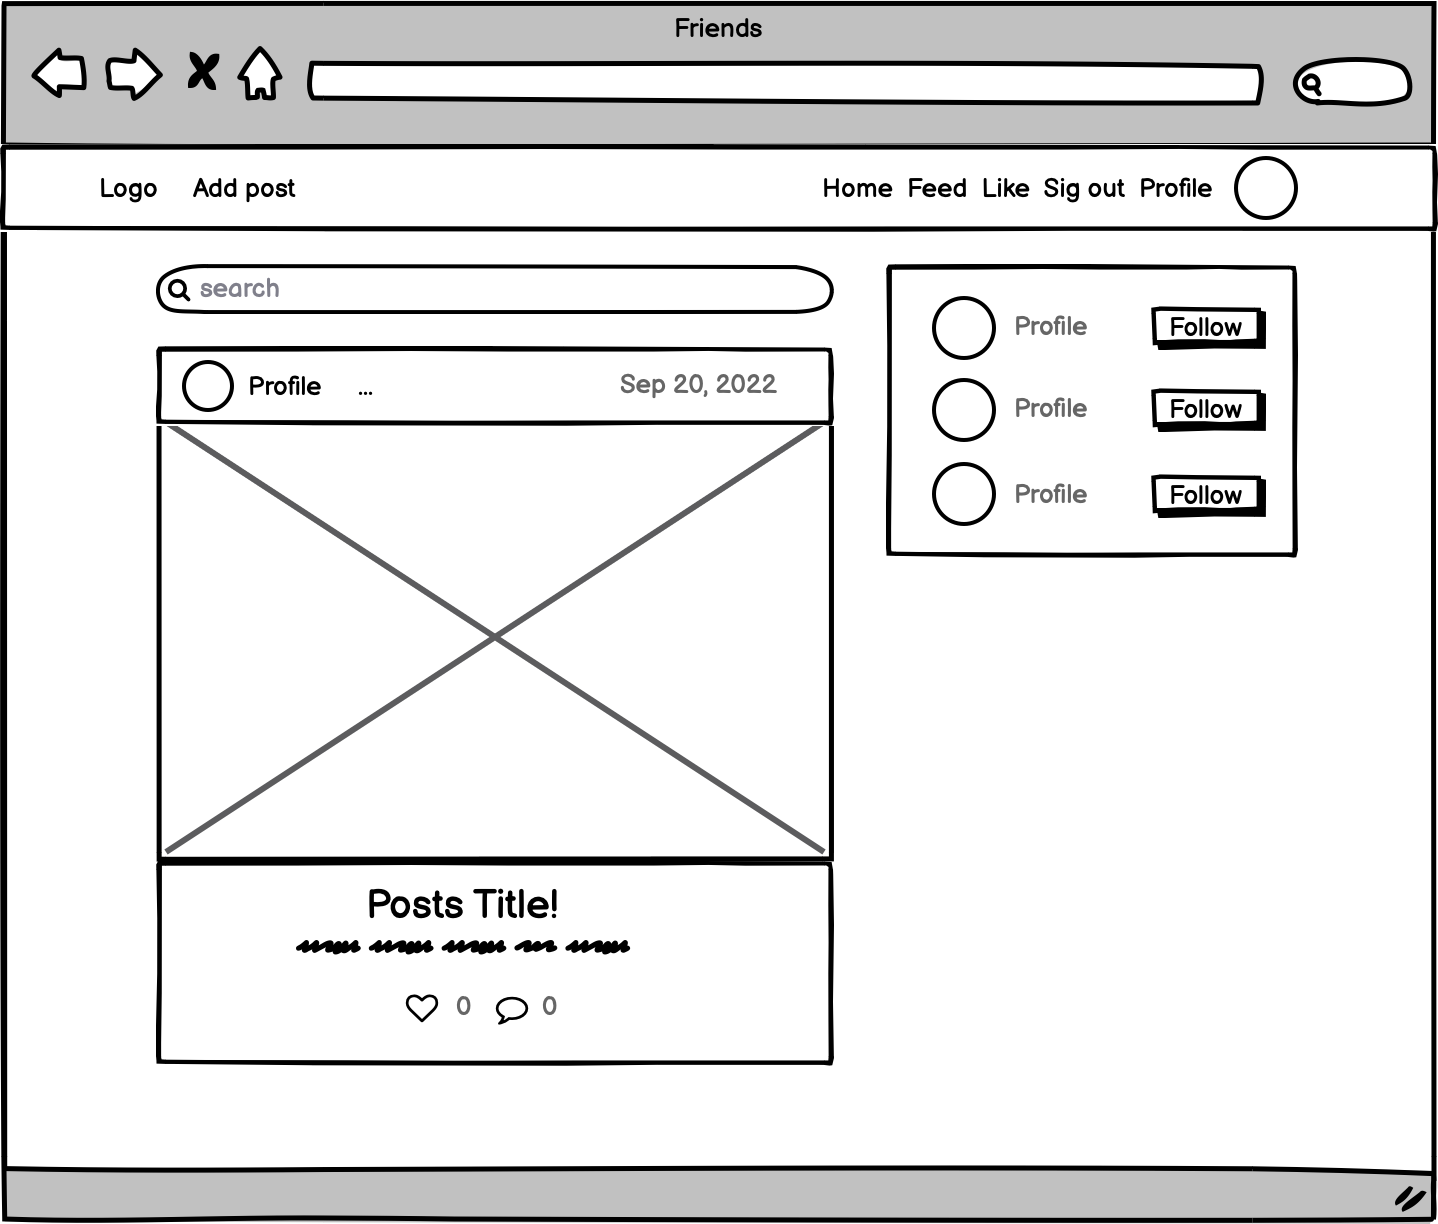 Friends
Logo Add post Home Feed Like Sig out Profile
search
Profile ... Sep 20, 2022
Profile Follow
Profile Follow
Profile Follow
Posts Title!
0 0